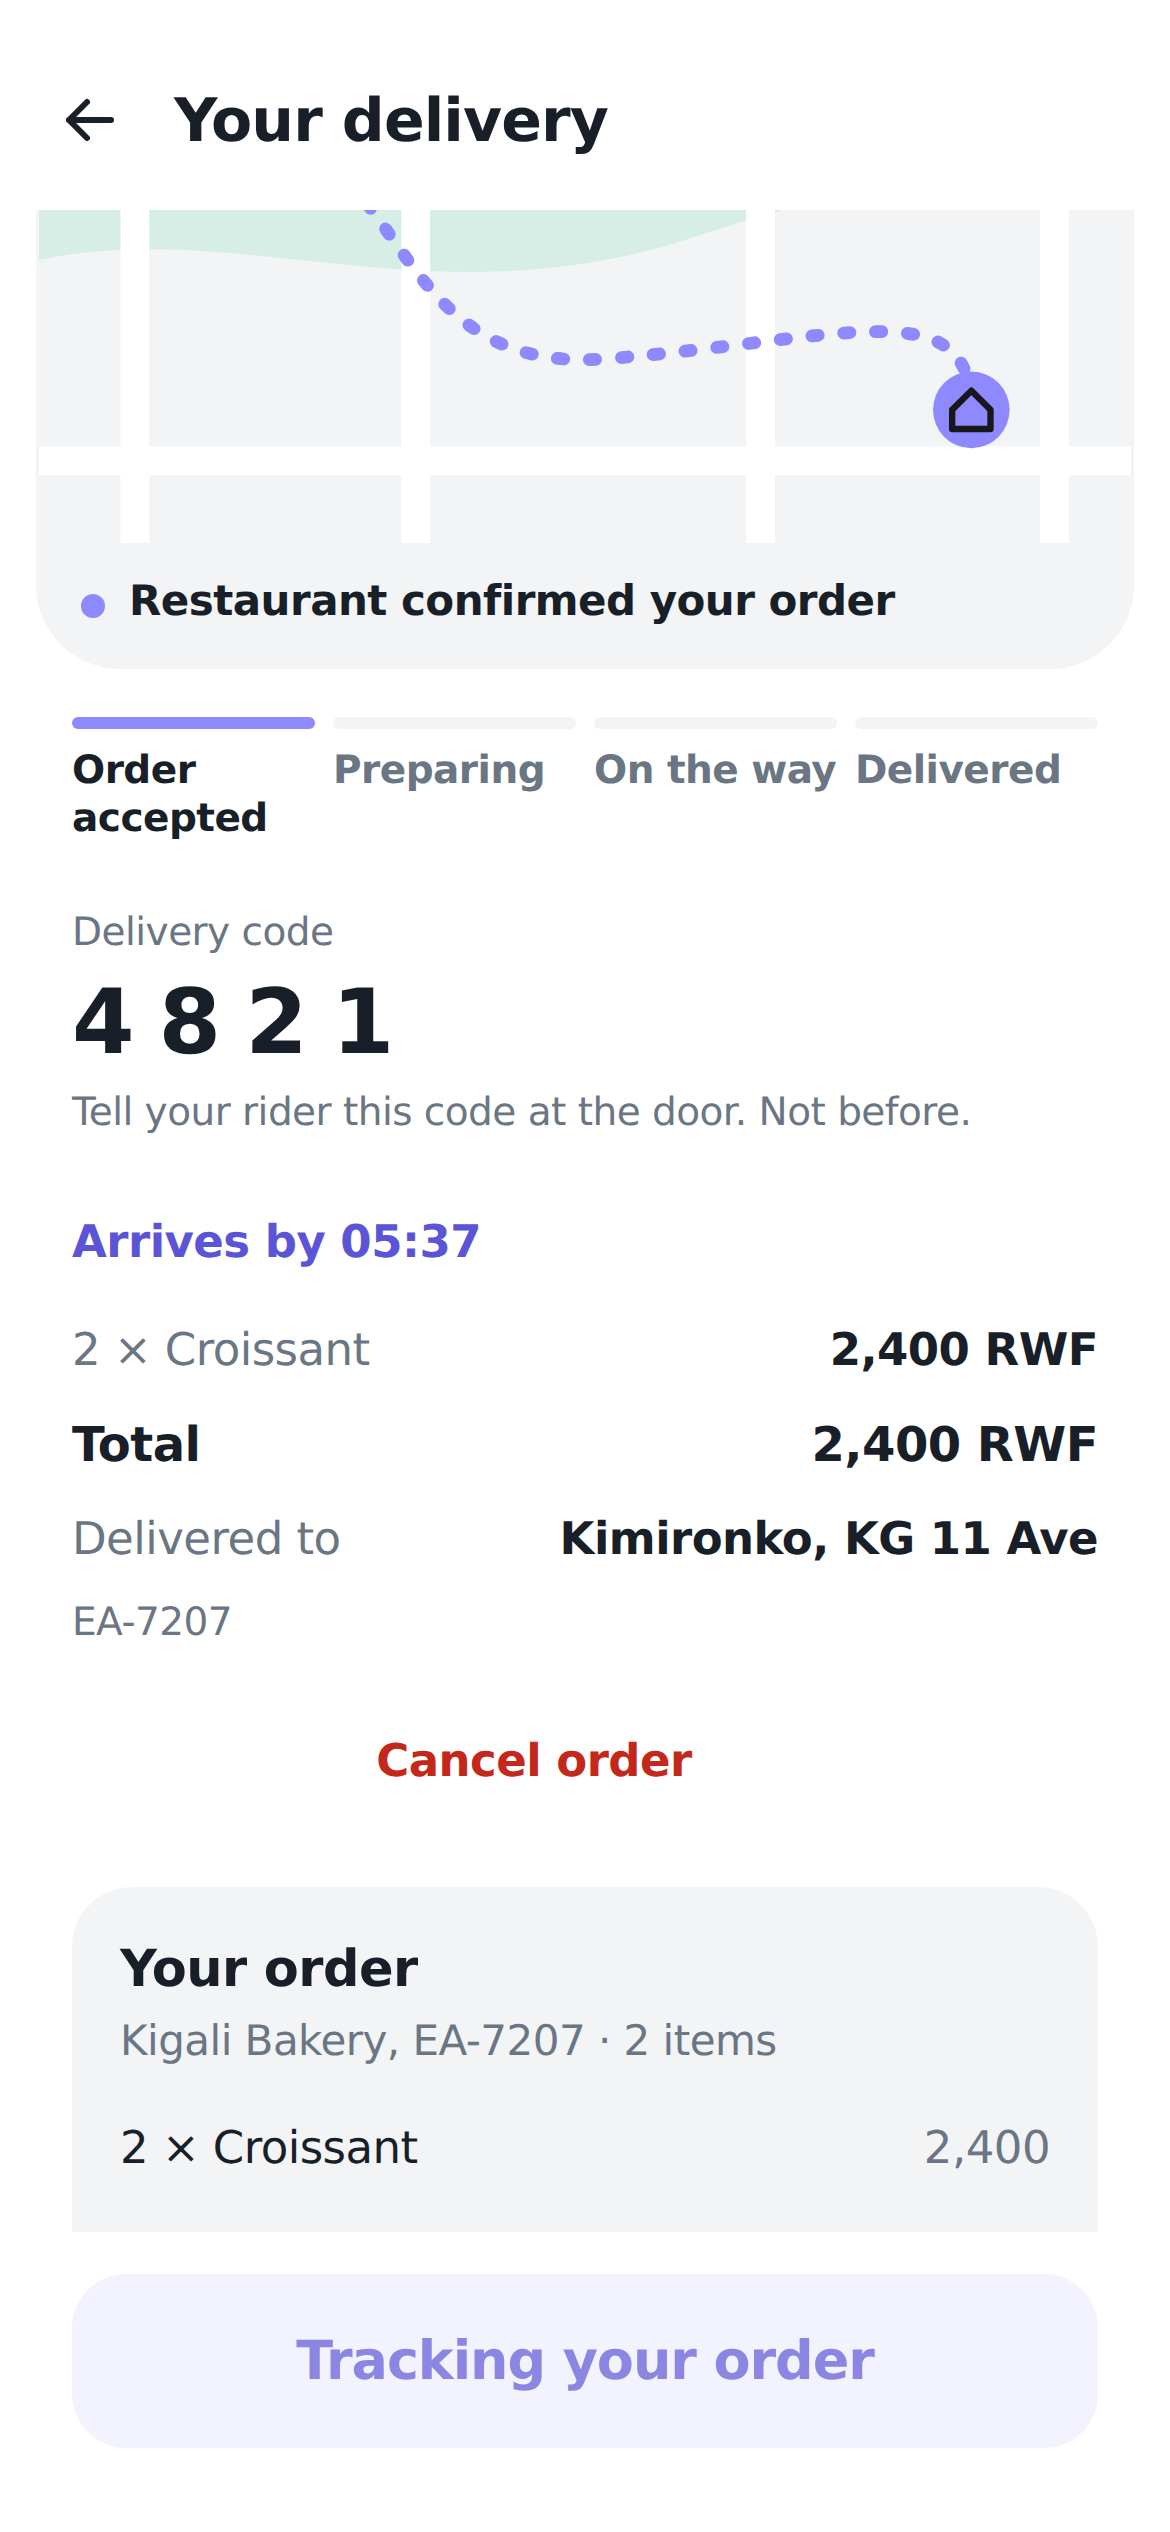 Your delivery
Restaurant confirmed your order
Order accepted
Preparing
On the way
Delivered
Delivery code
4 8 2 1
Tell your rider this code at the door. Not before.
Arrives by 05:37
2 × Croissant 2,400 RWF
Total 2,400 RWF
Delivered to Kimironko, KG 11 Ave
EA-7207
Cancel order
Your order
Kigali Bakery, EA-7207 · 2 items
2 × Croissant 2,400
Tracking your order